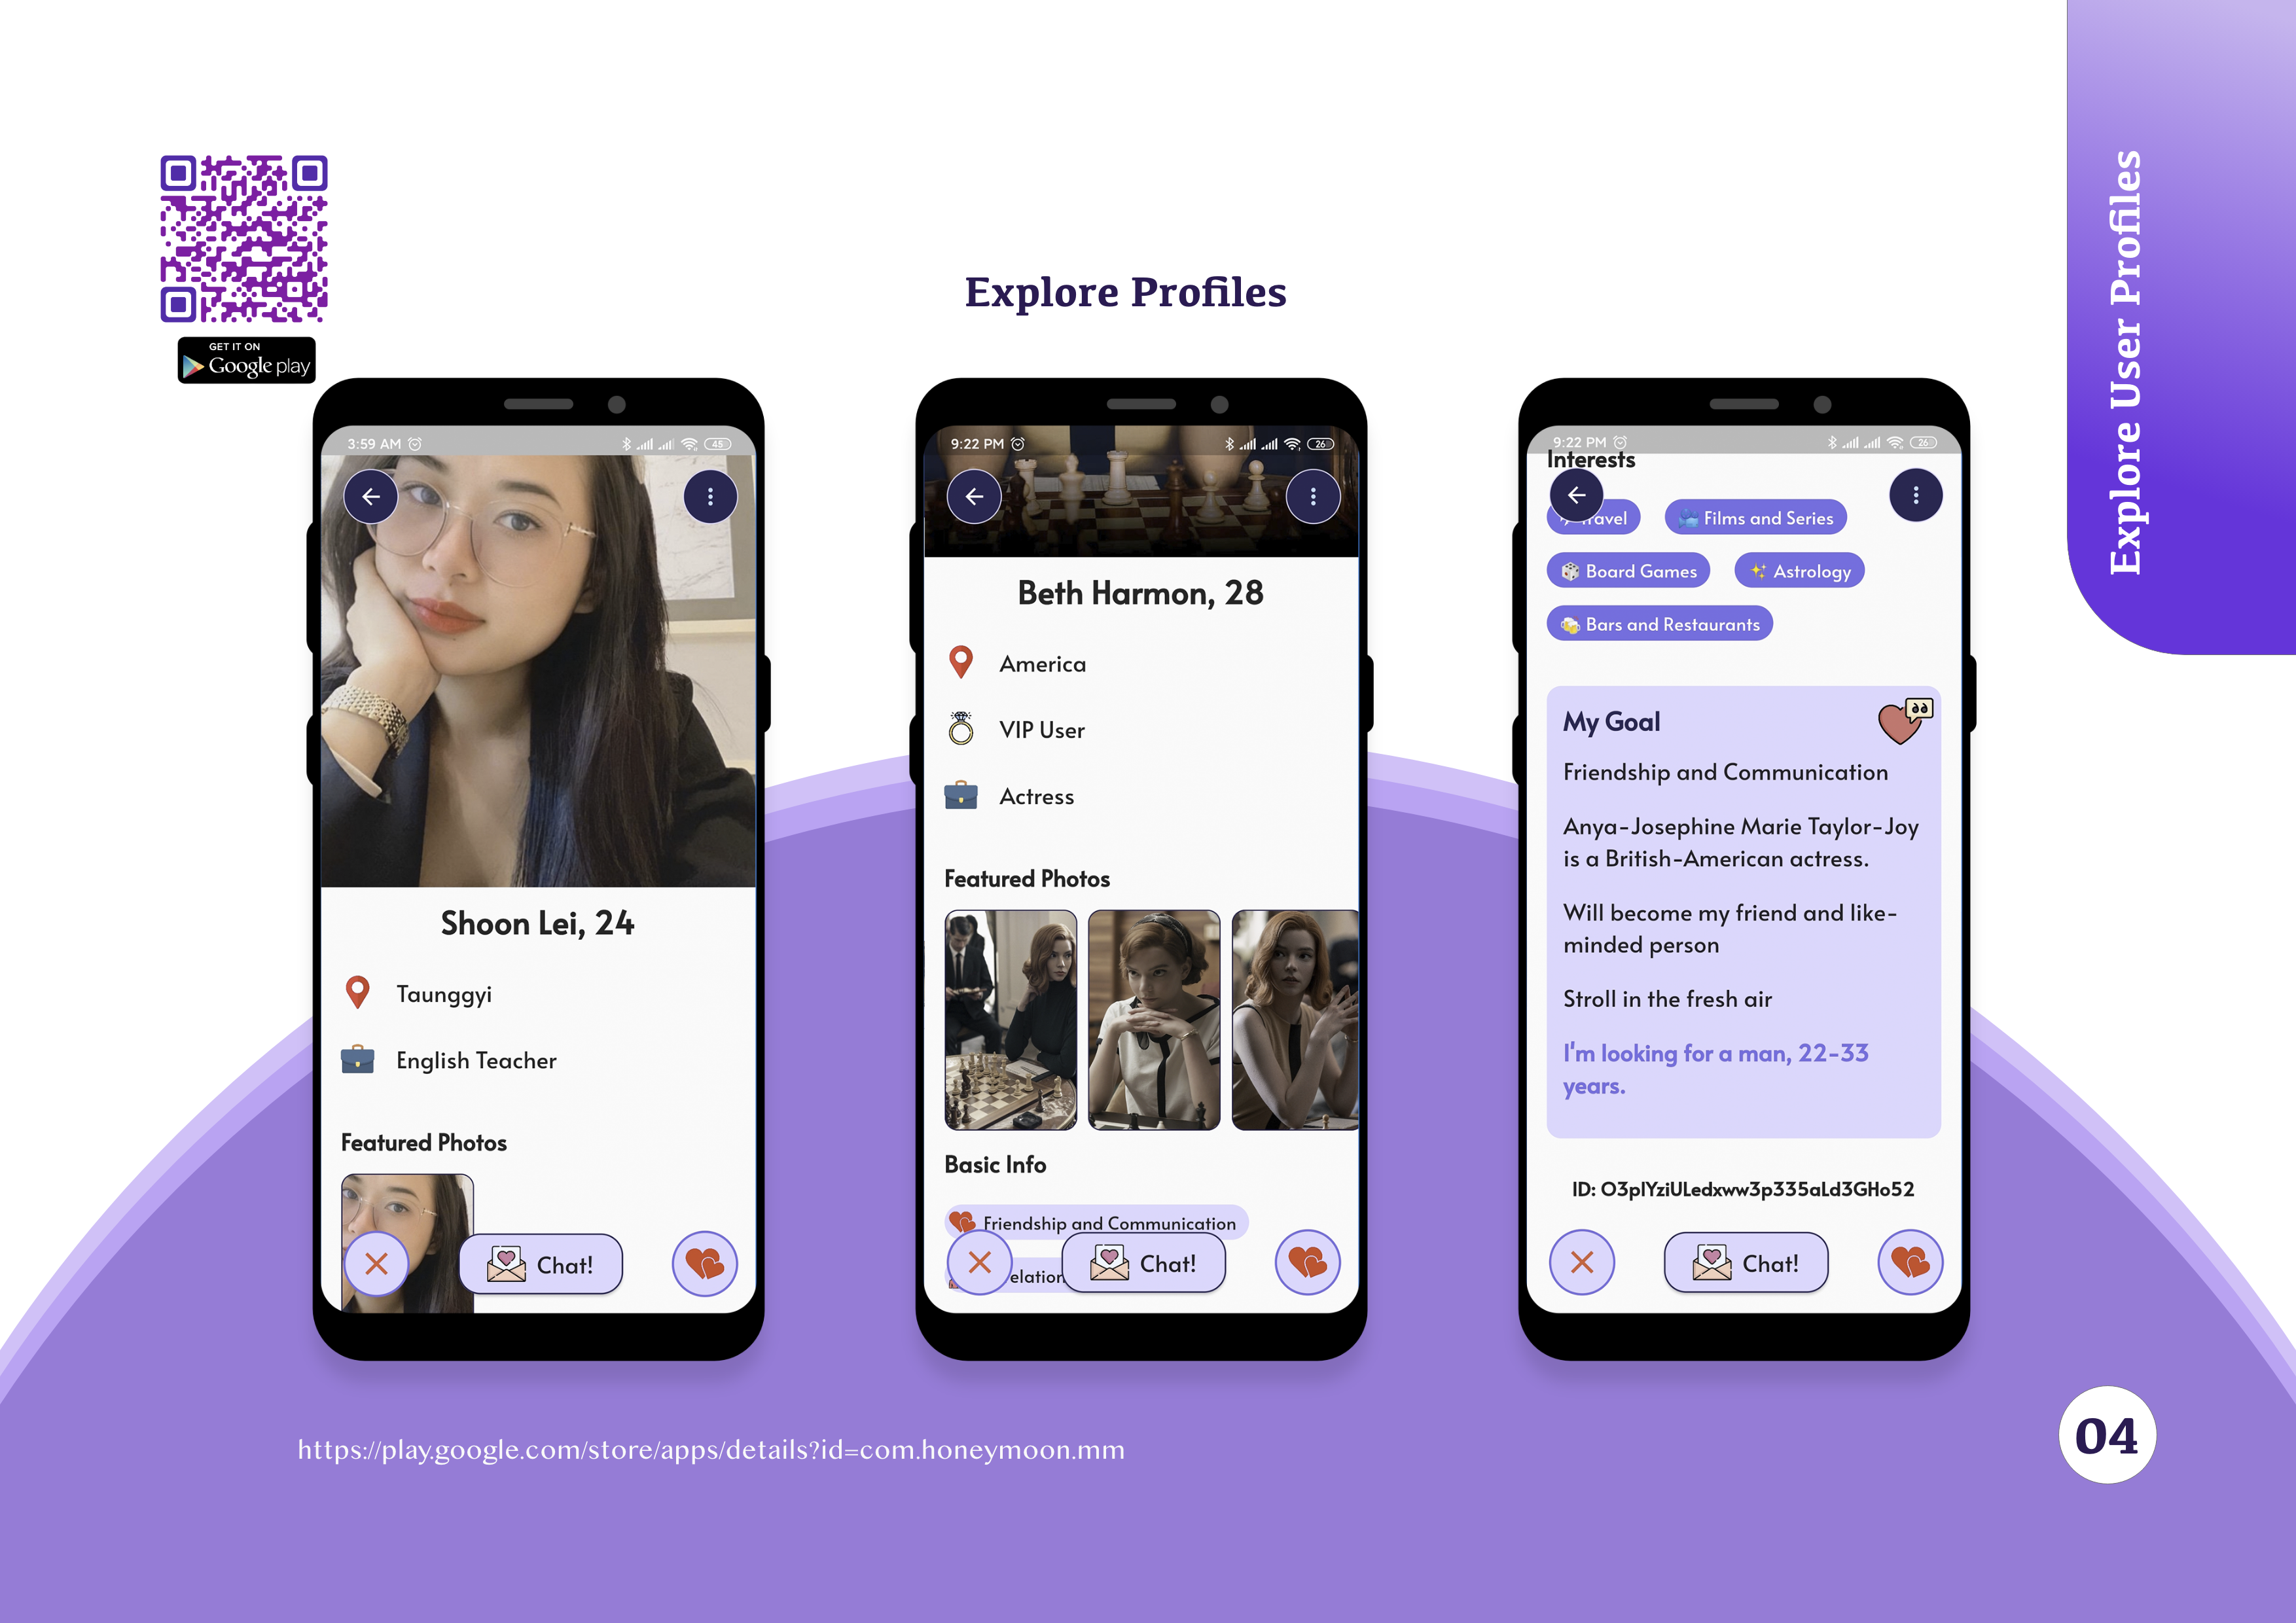 Explore User Profiles
GET IT ON
Google play
Explore Profiles
3:59 AM
45
Shoon Lei, 24
Taunggyi
English Teacher
Featured Photos
Chat!
9:22 PM
26
Beth Harmon, 28
America
VIP User
Actress
Featured Photos
Basic Info
Friendship and Communication
Chat!
9:22 PM
26
Interests
Films and Series
Board Games
Astrology
Bars and Restaurants
My Goal
Friendship and Communication
Anya-Josephine Marie Taylor-Joy
is a British-American actress.
Will become my friend and like-
minded person
Stroll in the fresh air
I'm looking for a man, 22-33
years.
ID: O3plYziULedxww3p335aLd3GHo52
Chat!
https://play.google.com/store/apps/details?id=com.honeymoon.mm
04